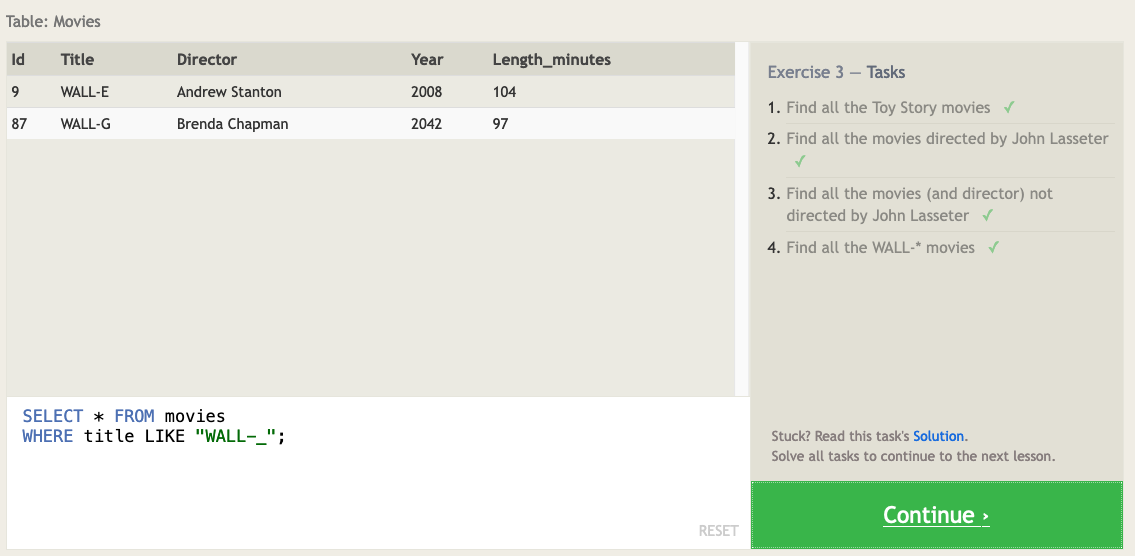 Table: Movies
Id Title Director Year Length_minutes
9 WALL-E Andrew Stanton 2008 104
87 WALL-G Brenda Chapman 2042 97
SELECT * FROM movies
WHERE title LIKE "WALL-_";
RESET
Exercise 3 — Tasks
1. Find all the Toy Story movies ✓
2. Find all the movies directed by John Lasseter
✓
3. Find all the movies (and director) not
directed by John Lasseter ✓
4. Find all the WALL-* movies ✓
Stuck? Read this task's Solution.
Solve all tasks to continue to the next lesson.
Continue ›